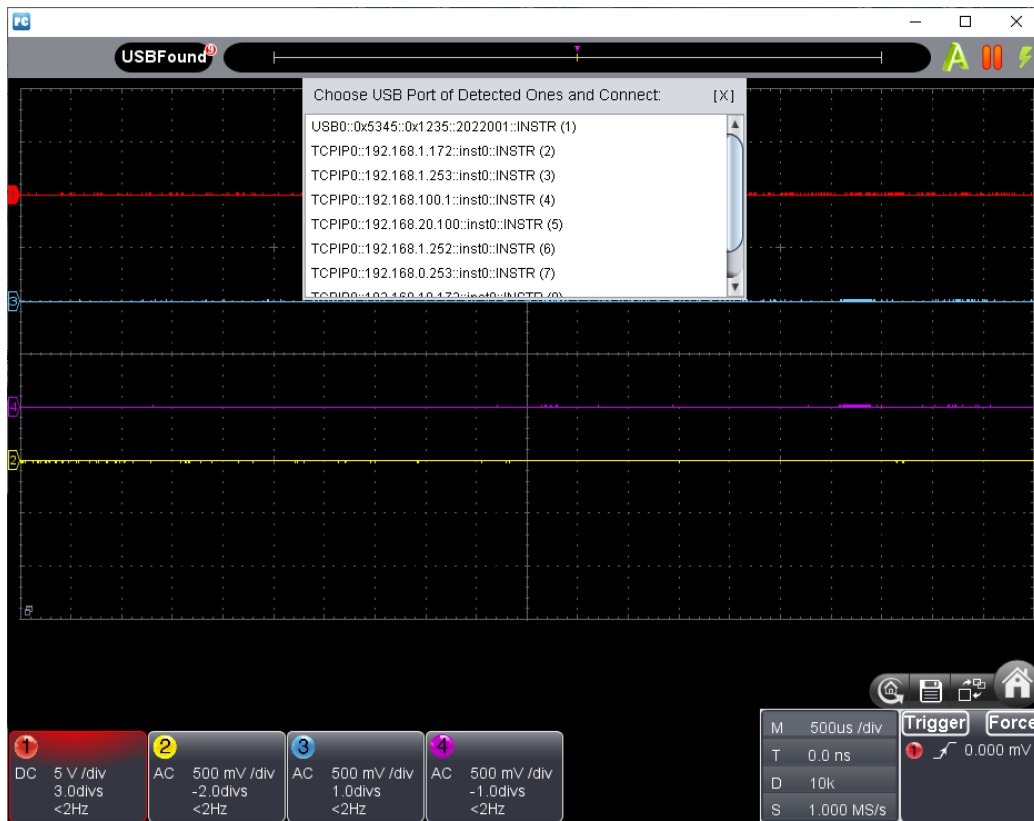 PC
USBFound 9
Choose USB Port of Detected Ones and Connect: [X]
USB0::0x5345::0x1235::2022001::INSTR (1)
TCPIP0::192.168.1.172::inst0::INSTR (2)
TCPIP0::192.168.1.253::inst0::INSTR (3)
TCPIP0::192.168.100.1::inst0::INSTR (4)
TCPIP0::192.168.20.100::inst0::INSTR (5)
TCPIP0::192.168.1.252::inst0::INSTR (6)
TCPIP0::192.168.0.253::inst0::INSTR (7)
3
4
2
Trigger Force
M 500us /div
1 0.000 mV
T 0.0 ns
D 10k
S 1.000 MS/s
1
DC 5 V /div
3.0divs
<2Hz
2
AC 500 mV /div
-2.0divs
<2Hz
3
AC 500 mV /div
1.0divs
<2Hz
4
AC 500 mV /div
-1.0divs
<2Hz